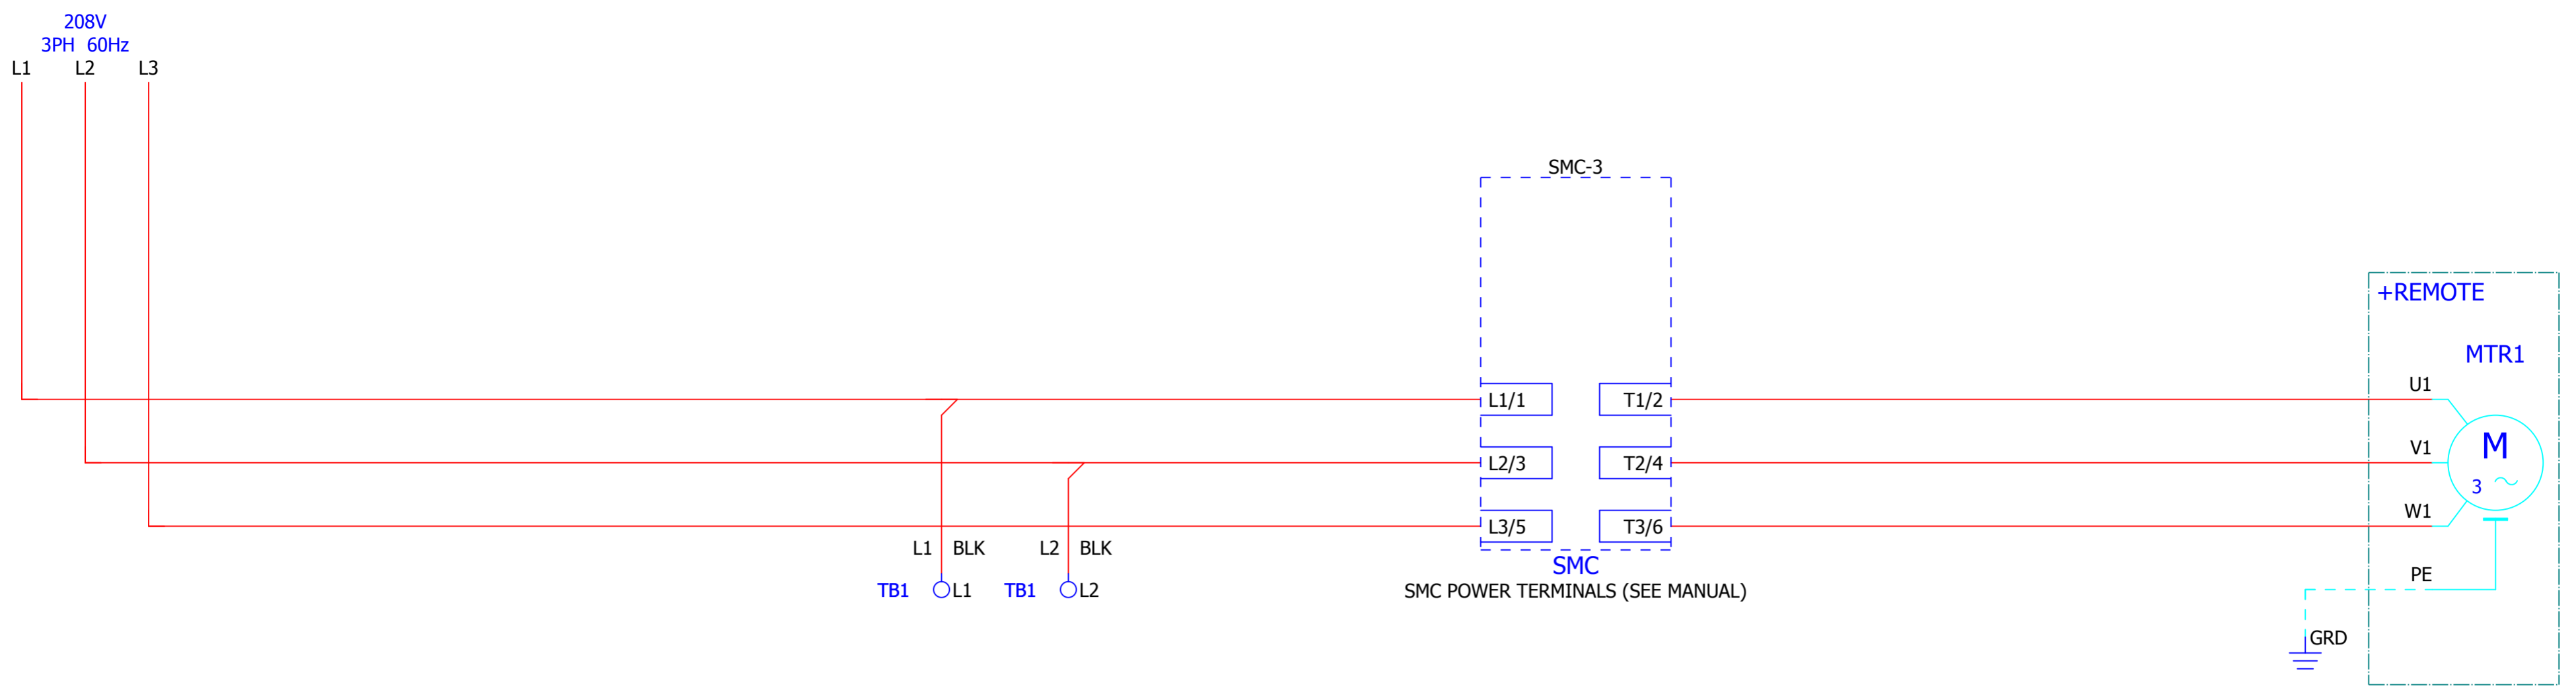 208V
3PH 60Hz
L1 L2 L3
SMC-3
+REMOTE
MTR1
U1
L1/1 T1/2
V1
M
3
L2/3 T2/4
W1
L3/5 T3/6
L1 BLK L2 BLK
SMC
PE
TB1 L1 TB1 L2
SMC POWER TERMINALS (SEE MANUAL)
GRD